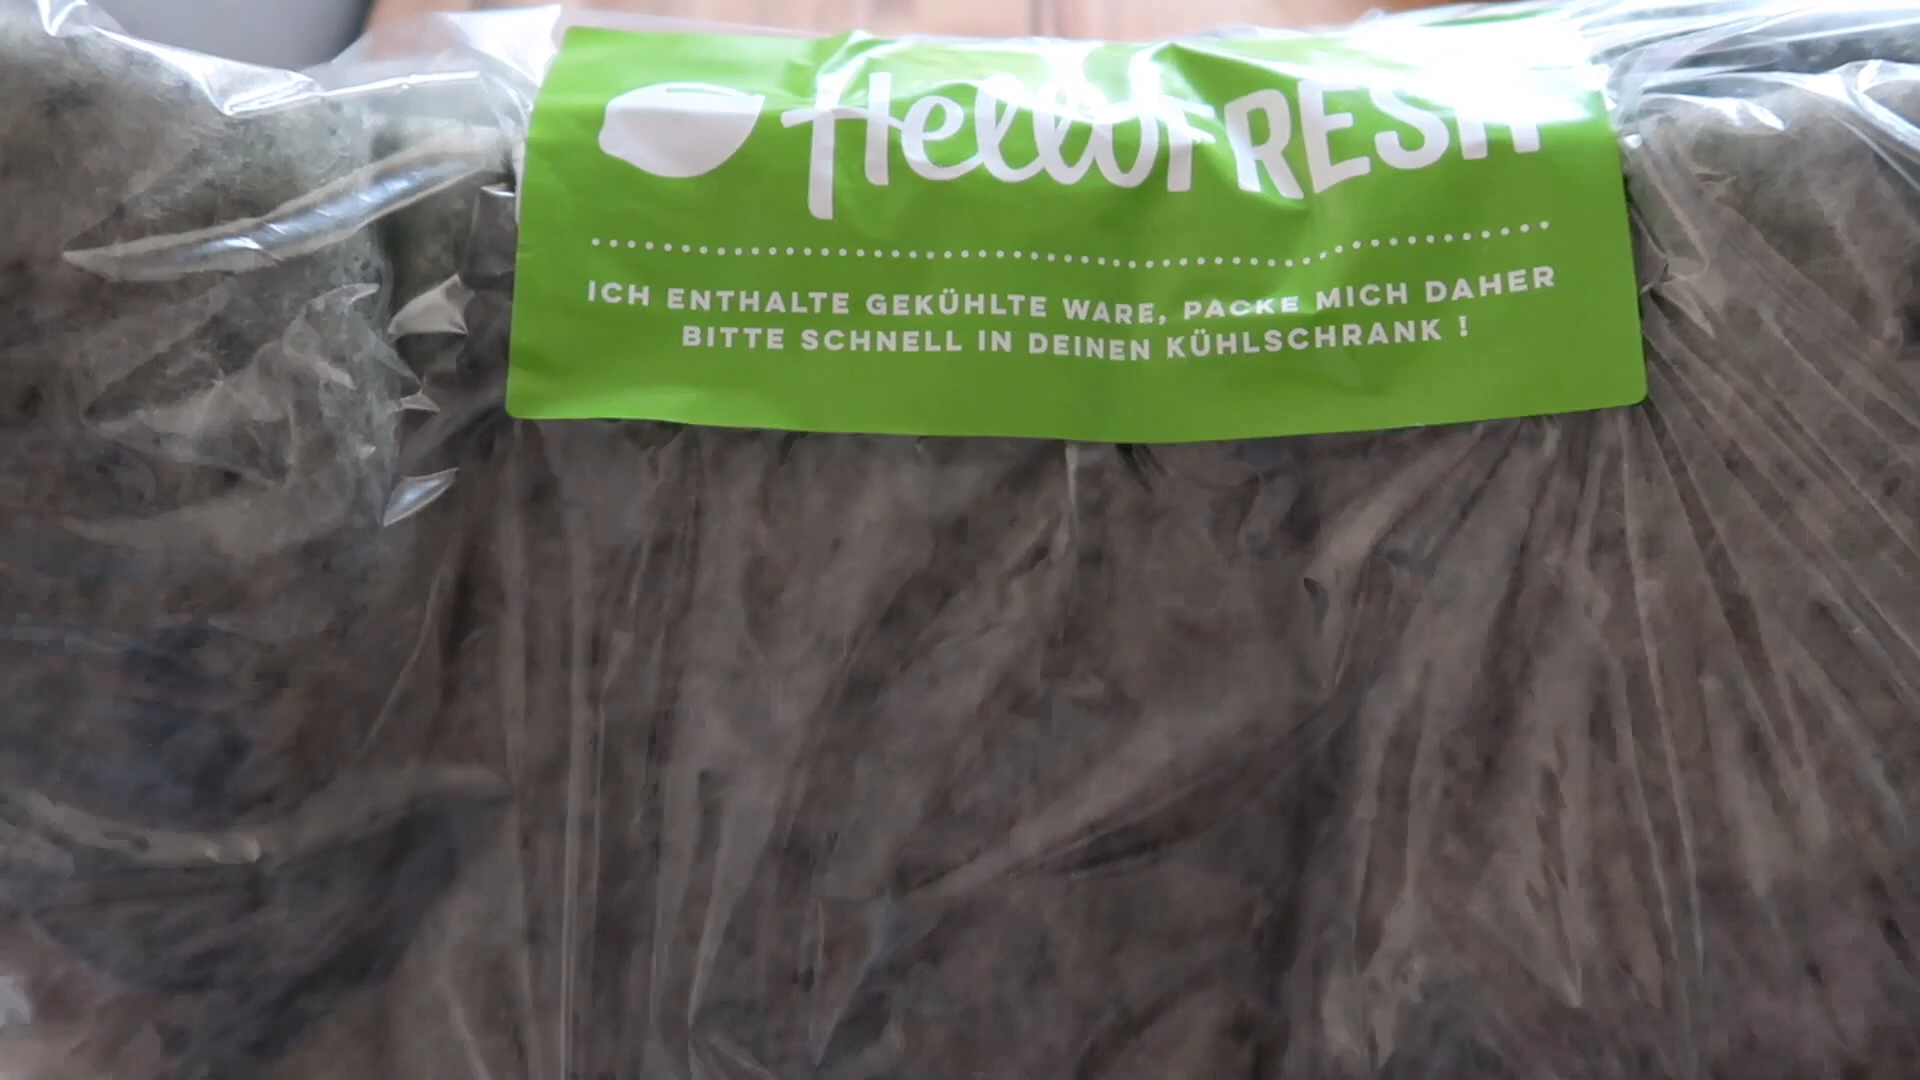 HelloFRESH
ICH ENTHALTE GEKÜHLTE WARE, PACKE MICH DAHER
BITTE SCHNELL IN DEINEN KÜHLSCHRANK !